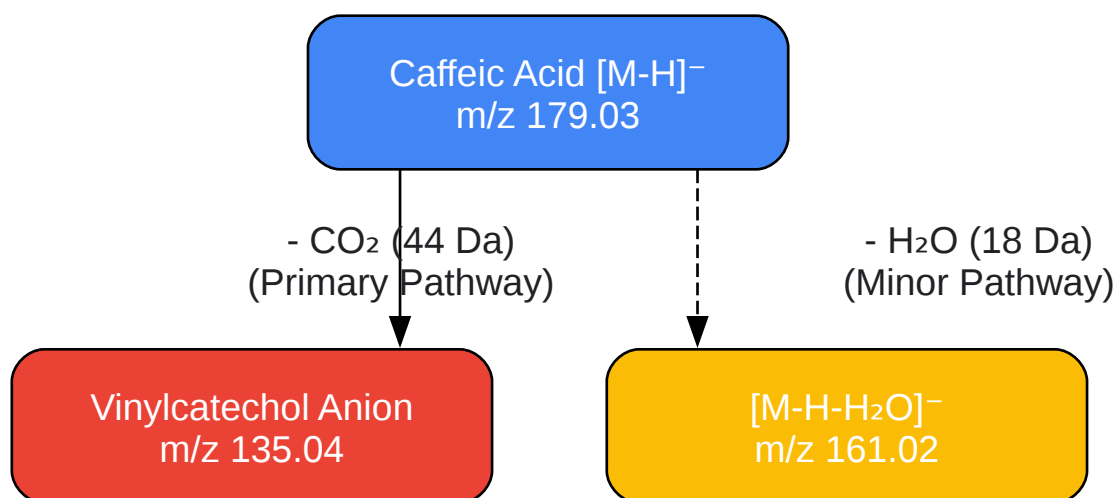 Caffeic Acid [M-H]⁻
m/z 179.03
- CO₂ (44 Da)
(Primary Pathway)
- H₂O (18 Da)
(Minor Pathway)
Vinylcatechol Anion
m/z 135.04
[M-H-H₂O]⁻
m/z 161.02